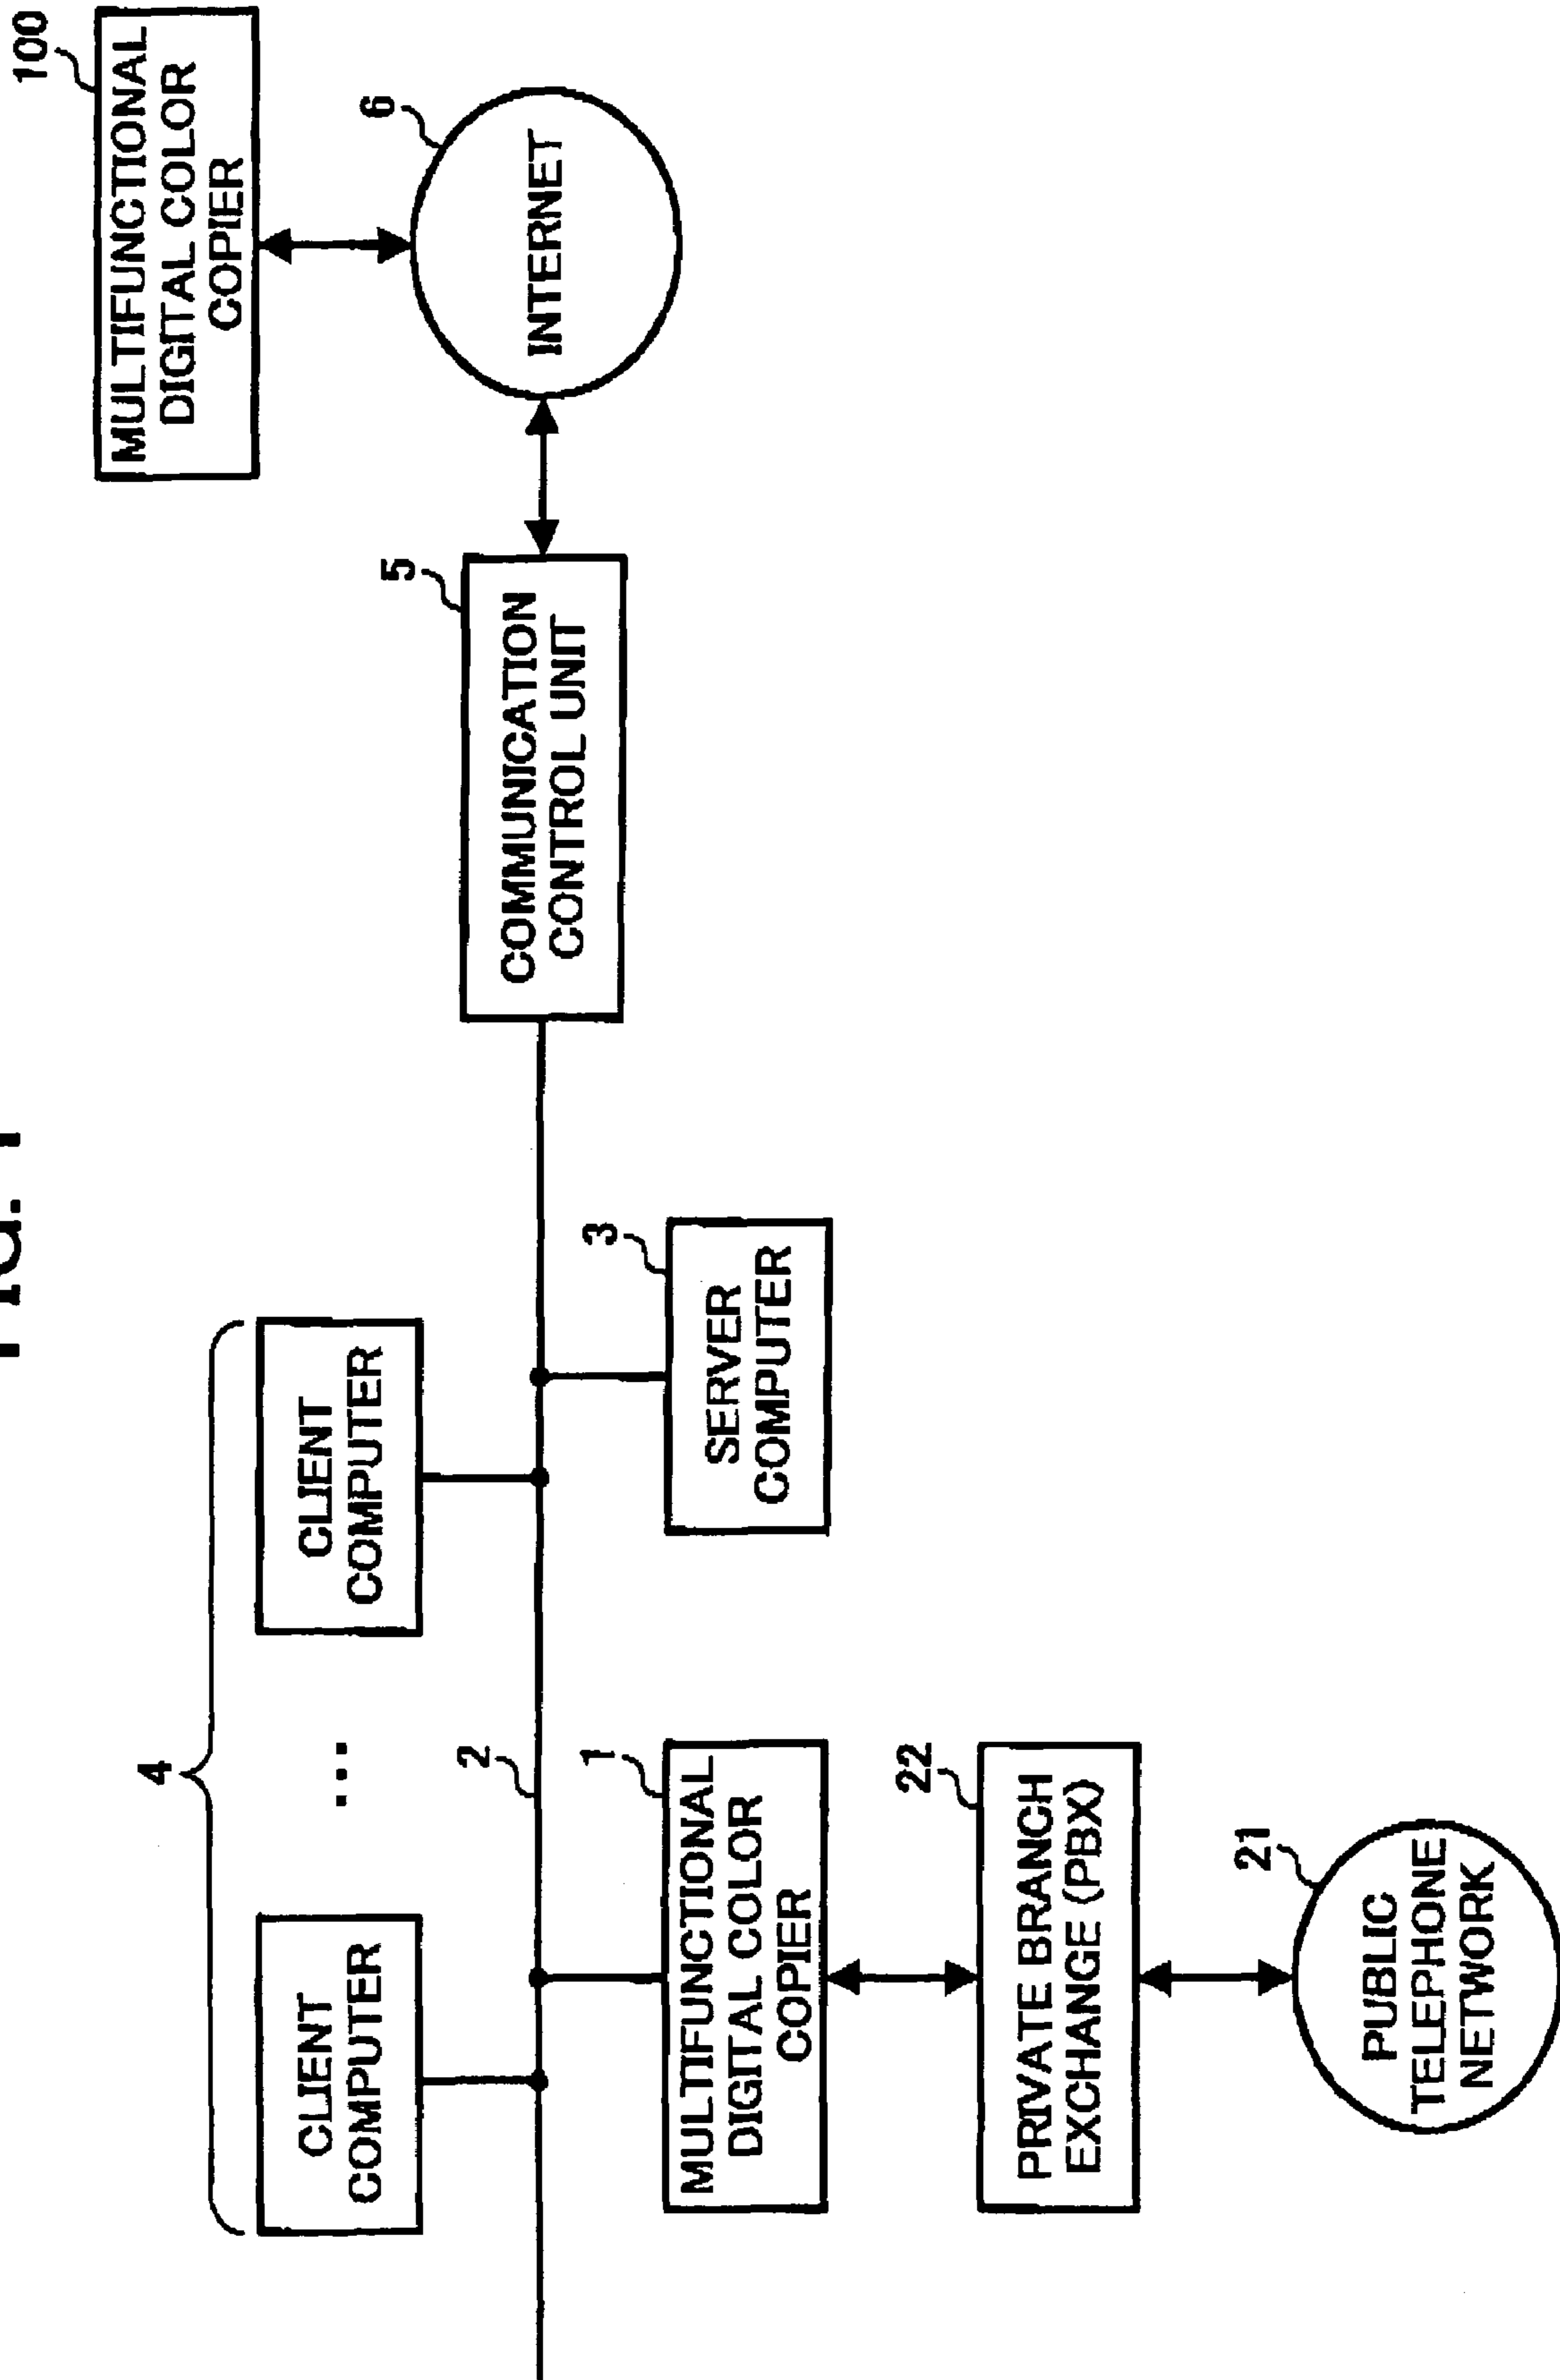 FIG. 1
100
MULTIFUNCTIONAL
DIGITAL COLOR
COPIER
4
CLIENT
COMPUTER
...
CLIENT
COMPUTER
6
INTERNET
5
COMMUNICATION
CONTROL UNIT
2
1
MULTIFUNCTIONAL
DIGITAL COLOR
COPIER
3
SERVER
COMPUTER
22
PRIVATE BRANCH
EXCHANGE (PBX)
21
PUBLIC
TELEPHONE
NETWORK